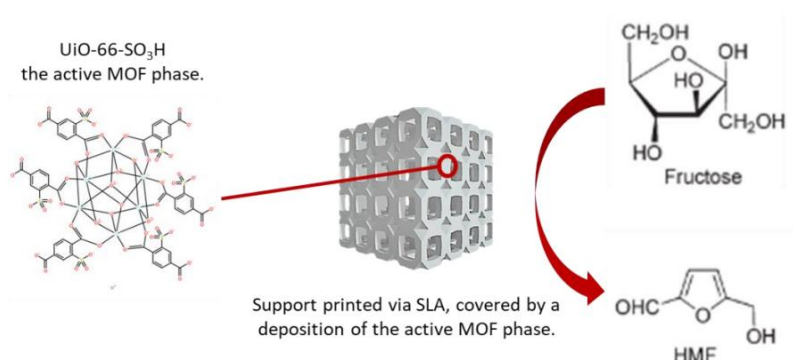 UiO-66-SO₃H
the active MOF phase.
Support printed via SLA, covered by a
deposition of the active MOF phase.
CH₂OH
O
OH
HO
CH₂OH
HO
Fructose
OHC
O
OH
HMF